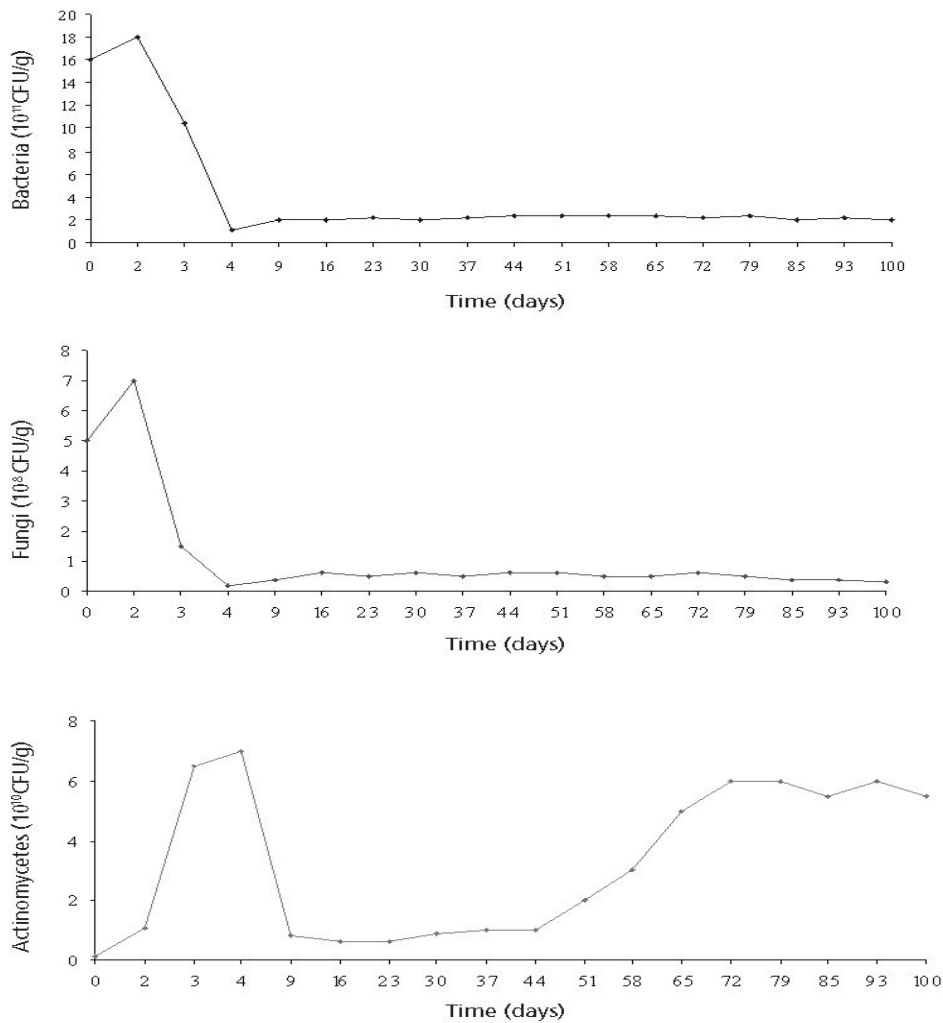 Bacteria (10¹¹CFU/g)
20
18
16
14
12
10
8
6
4
2
0
0 2 3 4 9 16 23 30 37 44 51 58 65 72 79 85 93 100
Time (days)
Fungi (10⁸CFU/g)
8
7
6
5
4
3
2
1
0
0 2 3 4 9 16 23 30 37 44 51 58 65 72 79 85 93 100
Time (days)
Actinomycetes (10¹⁰CFU/g)
8
6
4
2
0
0 2 3 4 9 16 23 30 37 44 51 58 65 72 79 85 93 100
Time (days)